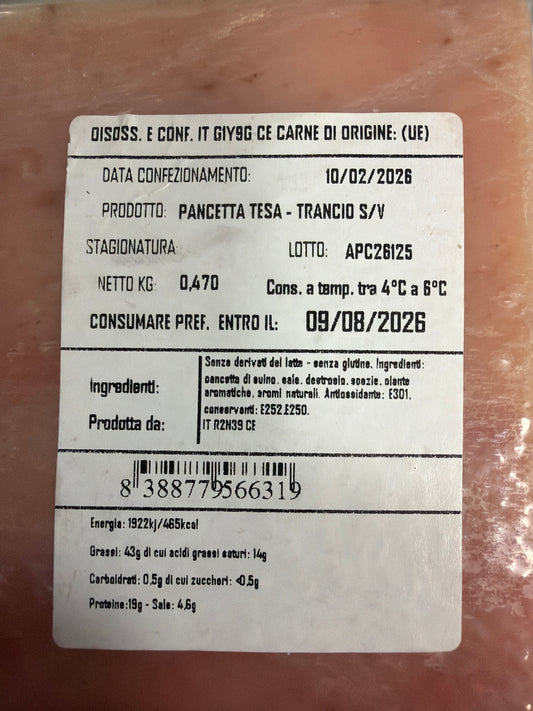 DISOSS. E CONF. IT GIY9G CE CARNE DI ORIGINE: (UE)
DATA CONFEZIONAMENTO: 10/02/2026
PRODOTTO: PANCETTA TESA - TRANCIO S/V
STAGIONATURA LOTTO: APC26125
NETTO KG: 0,470 Cons. a temp. tra 4°C a 6°C
CONSUMARE PREF. ENTRO IL: 09/08/2026
Senza derivati del latte - senza glutine. Ingredienti:
pancetta di suino, sale, destrosio, spezie, piante
aromatiche, aromi naturali. Antiossidante: E301,
conservanti: E252,E250.
IT R2N39 CE
Ingredienti:
Prodotta da:
8 388779566319
Energia: 1922kj/465kcal
Grassi: 43g di cui acidi grassi saturi: 14g
Carboidrati: 0,5g di cui zuccheri: <0,5g
Proteine:19g - Sale: 4,6g